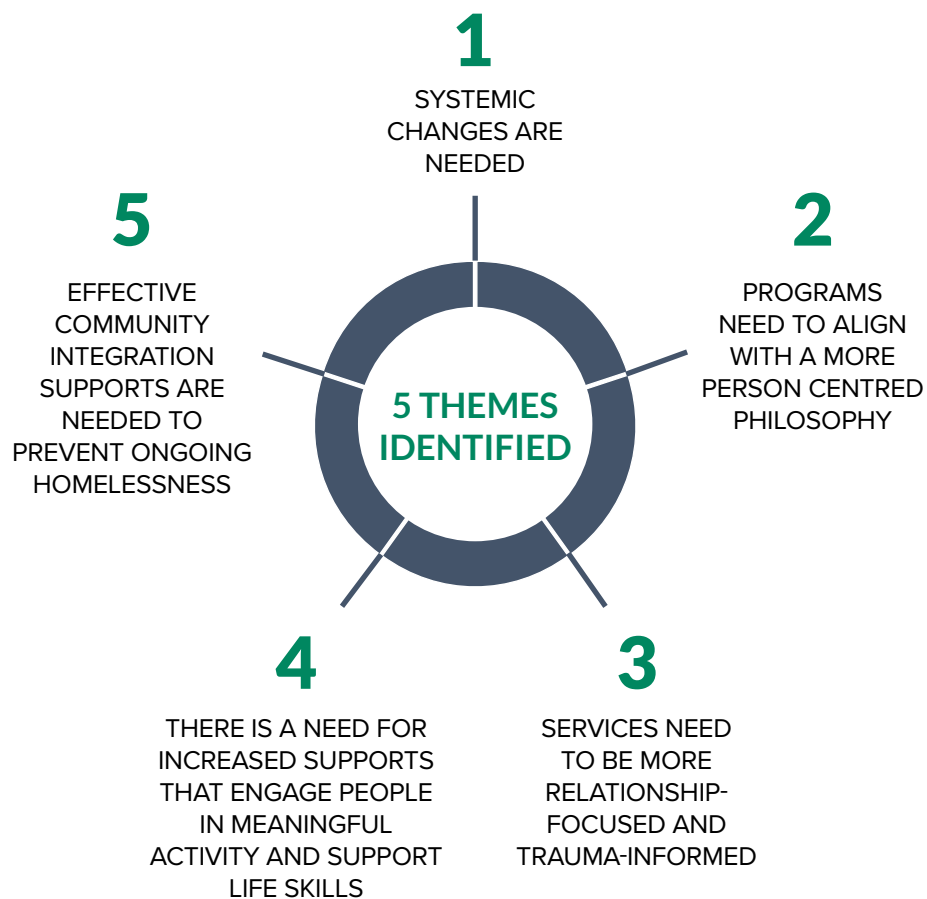 1
SYSTEMIC
CHANGES ARE
NEEDED
2
PROGRAMS
NEED TO ALIGN
WITH A MORE
PERSON CENTRED
PHILOSOPHY
3
SERVICES NEED
TO BE MORE
RELATIONSHIP-
FOCUSED AND
TRAUMA-INFORMED
4
THERE IS A NEED FOR
INCREASED SUPPORTS
THAT ENGAGE PEOPLE
IN MEANINGFUL
ACTIVITY AND SUPPORT
LIFE SKILLS
5
EFFECTIVE
COMMUNITY
INTEGRATION
SUPPORTS ARE
NEEDED TO
PREVENT ONGOING
HOMELESSNESS
5 THEMES
IDENTIFIED